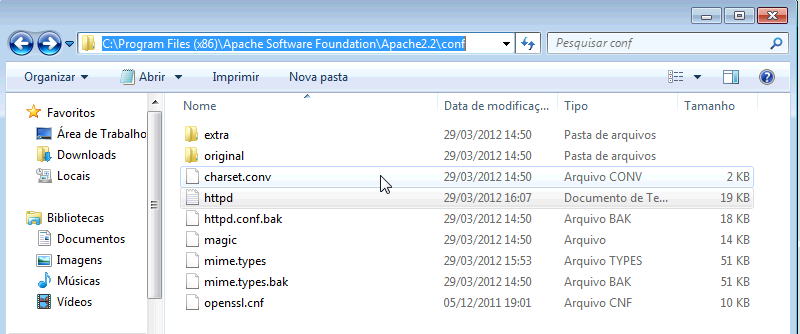 C:\Program Files (x86)\Apache Software Foundation\Apache2.2\conf
Pesquisar conf
Organizar Abrir Imprimir Nova pasta
Favoritos
Área de Trabalho
Downloads
Locais
Bibliotecas
Documentos
Imagens
Músicas
Vídeos
Nome Data de modificaç... Tipo Tamanho
extra 29/03/2012 14:50 Pasta de arquivos
original 29/03/2012 14:50 Pasta de arquivos
charset.conv 29/03/2012 14:50 Arquivo CONV 2 KB
httpd 29/03/2012 16:07 Documento de Te... 19 KB
httpd.conf.bak 29/03/2012 14:50 Arquivo BAK 18 KB
magic 29/03/2012 14:50 Arquivo 14 KB
mime.types 29/03/2012 15:53 Arquivo TYPES 51 KB
mime.types.bak 29/03/2012 14:50 Arquivo BAK 51 KB
openssl.cnf 05/12/2011 19:01 Arquivo CNF 10 KB